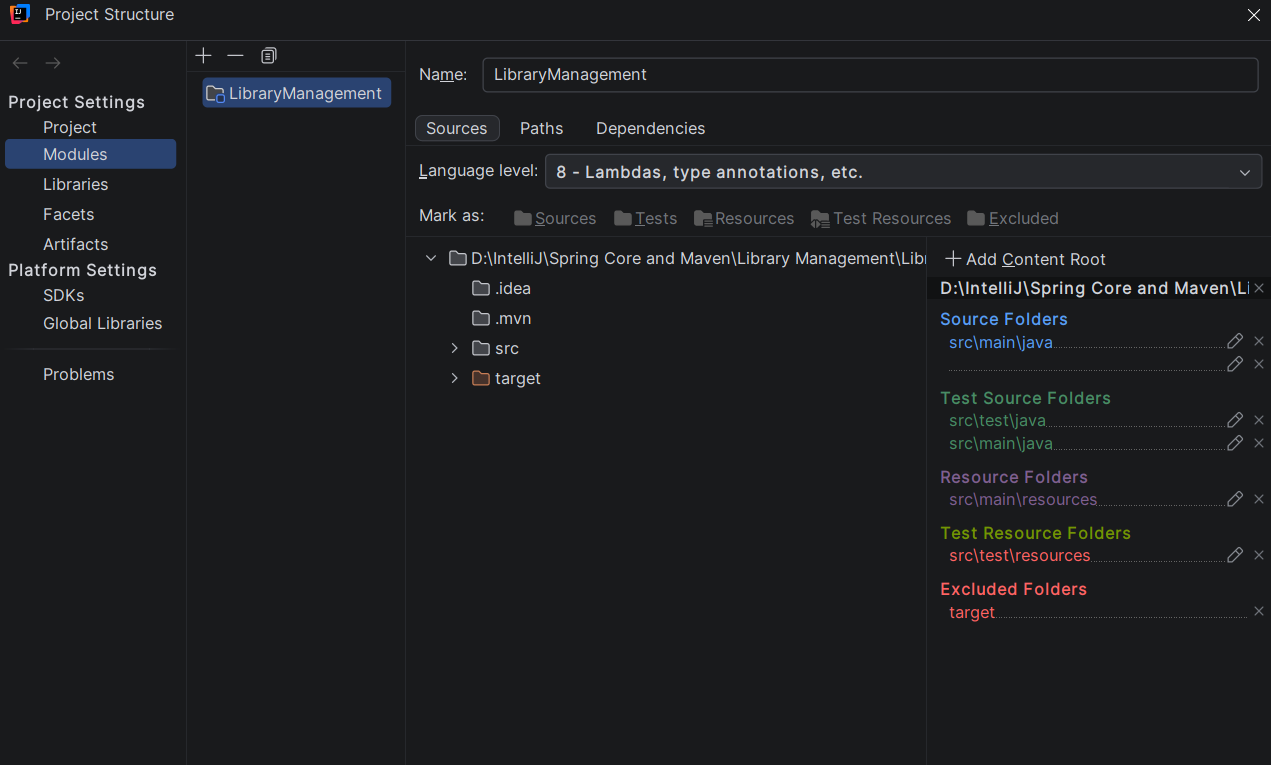 Project Structure
Project Settings
Project
Modules
Libraries
Facets
Artifacts
Platform Settings
SDKs
Global Libraries
Problems
LibraryManagement
Name: LibraryManagement
Sources Paths Dependencies
Language level: 8 - Lambdas, type annotations, etc.
Mark as: Sources Tests Resources Test Resources Excluded
D:\IntelliJ\Spring Core and Maven\Library Management\Libr
.idea
.mvn
src
target
Add Content Root
D:\IntelliJ\Spring Core and Maven\Li
Source Folders
src\main\java
Test Source Folders
src\test\java
src\main\java
Resource Folders
src\main\resources
Test Resource Folders
src\test\resources
Excluded Folders
target